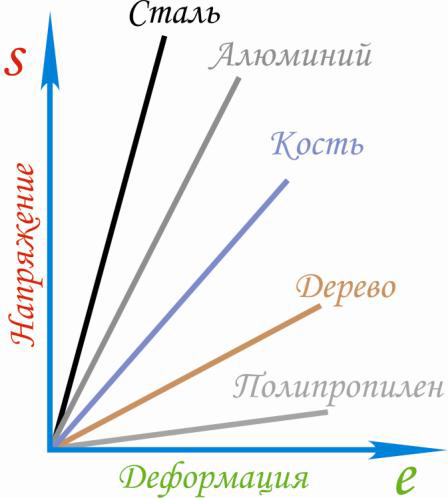 Сталь
s
Алюминий
Кость
Напряжение
Дерево
Полипропилен
Деформация
e